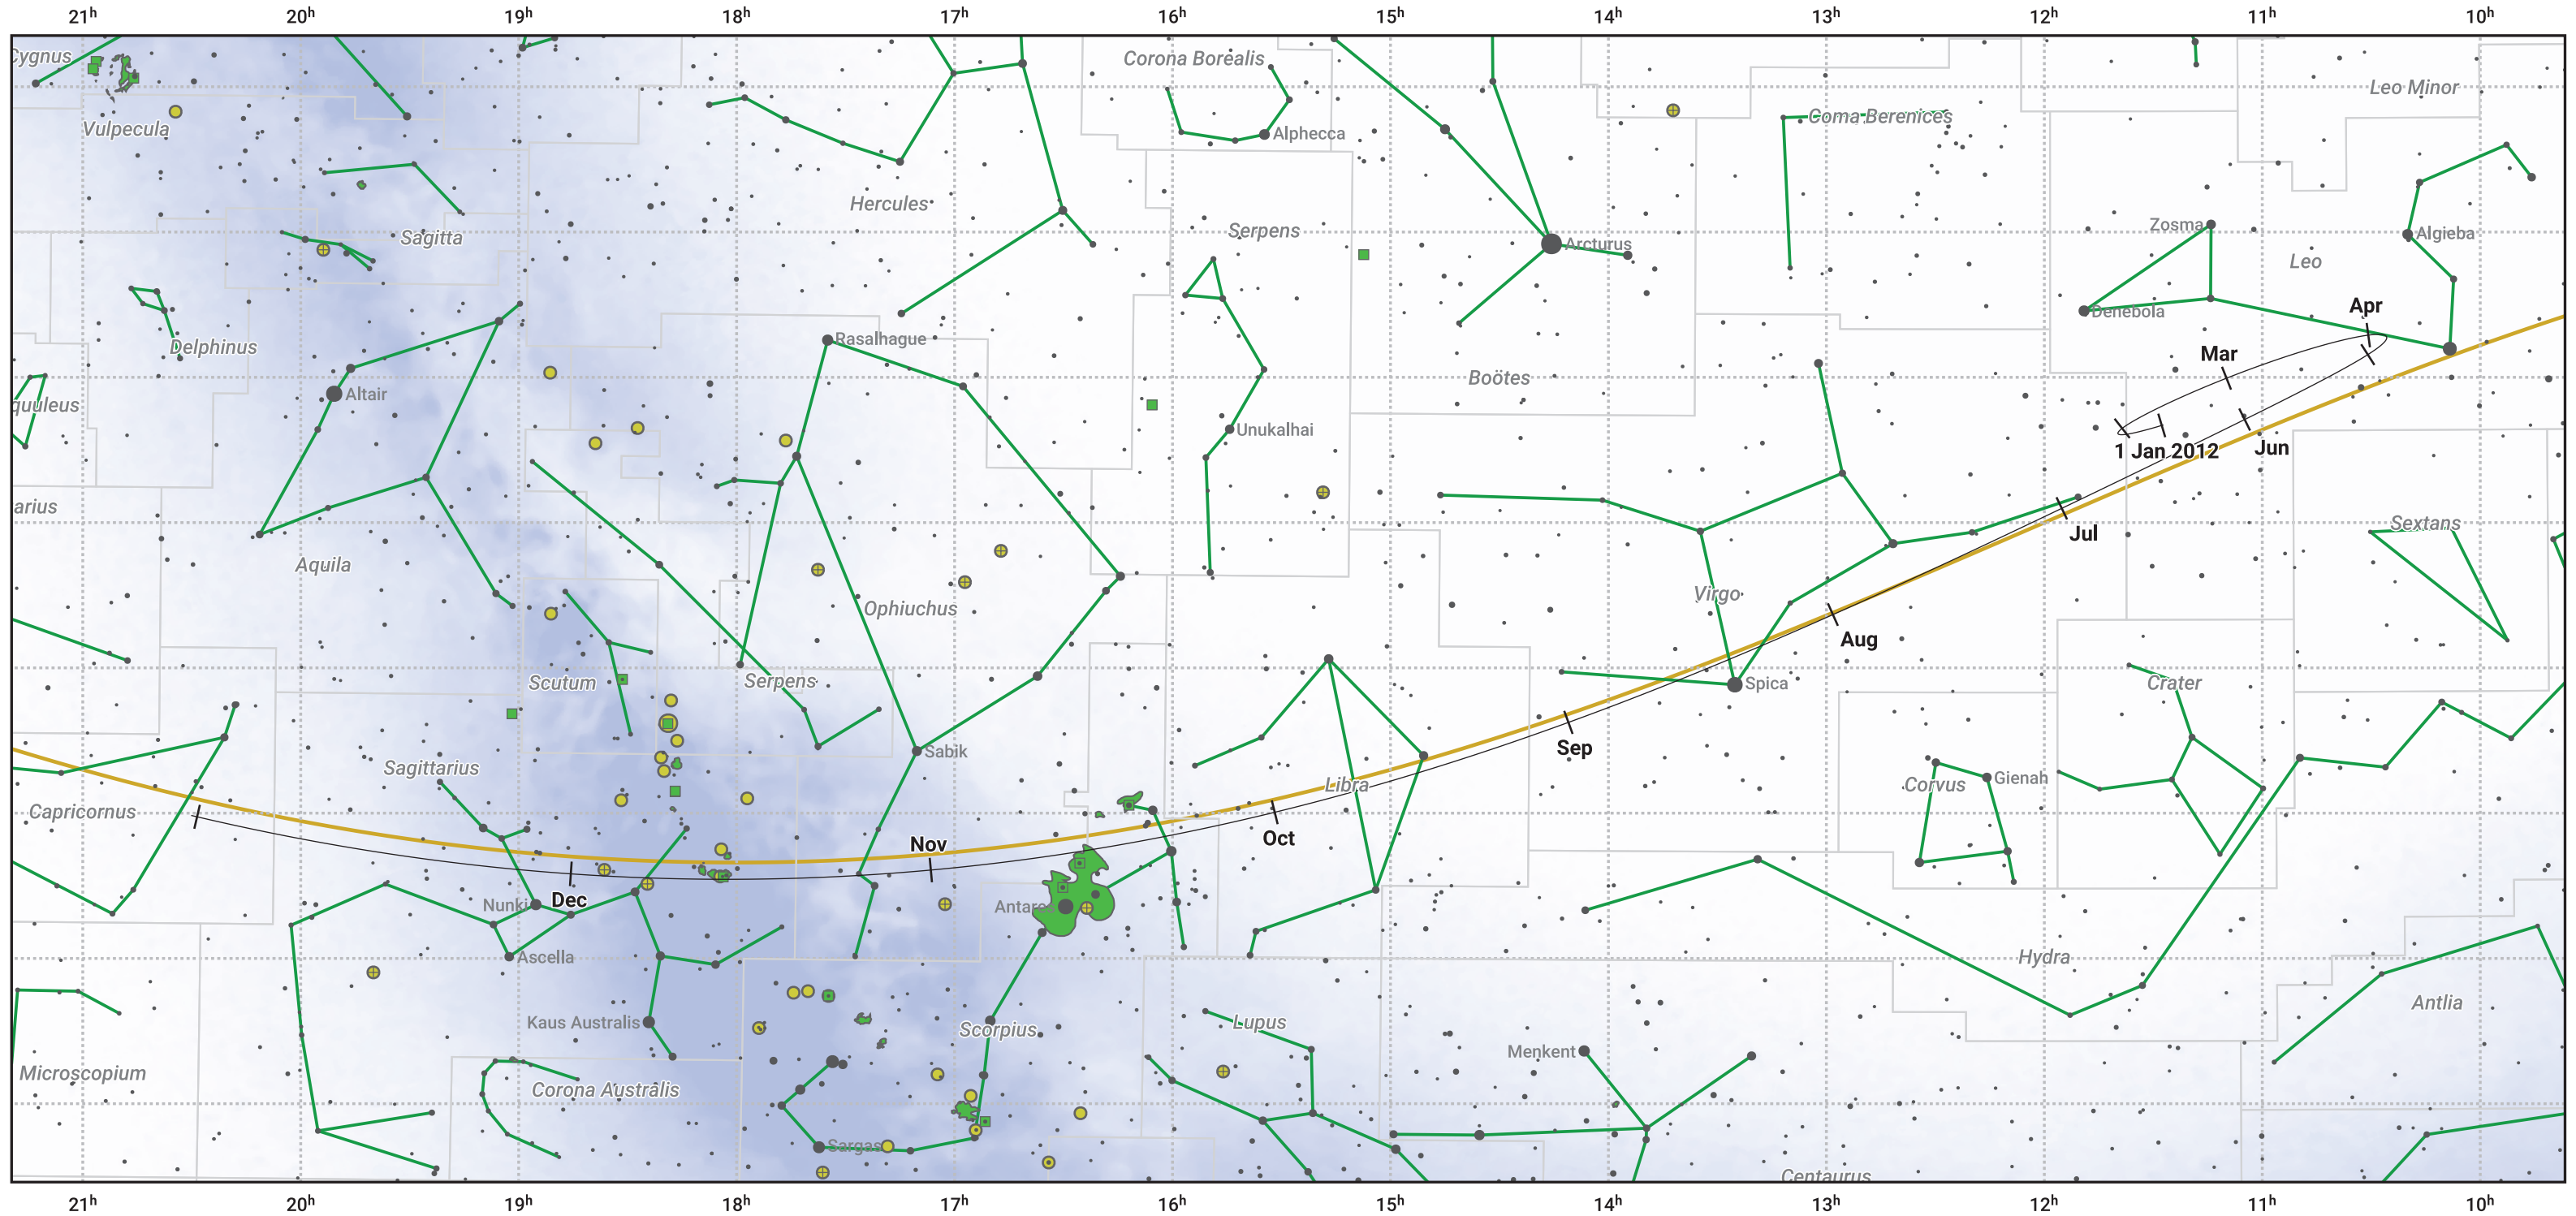 21h 20h 19h 18h 17h 16h 15h 14h 13h 12h 11h 10h
Cygnus
Corona Borealis
Leo Minor
Vulpecula
Coma Berenices
Alphecca
Hercules
Sagitta
Serpens
Arcturus
Zosma
Algieba
Leo
Delphinus
Rasalhague
Denebola
Apr
Mar
Altair
Boötes
quuleus
Unukalhai
1 Jan 2012
Jun
arius
Sextans
Jul
Aquila
Ophiuchus
Virgo
Aug
Scutum
Serpens
Spica
Crater
Sabik
Sep
Sagittarius
Capricornus
Libra
Corvus
Gienah
Oct
Nov
Nunki
Dec
Antares
Ascella
Hydra
Kaus Australis
Scorpius
Lupus
Antlia
Menkent
Microscopium
Corona Australis
Sargas
Centaurus
21h 20h 19h 18h 17h 16h 15h 14h 13h 12h 11h 10h